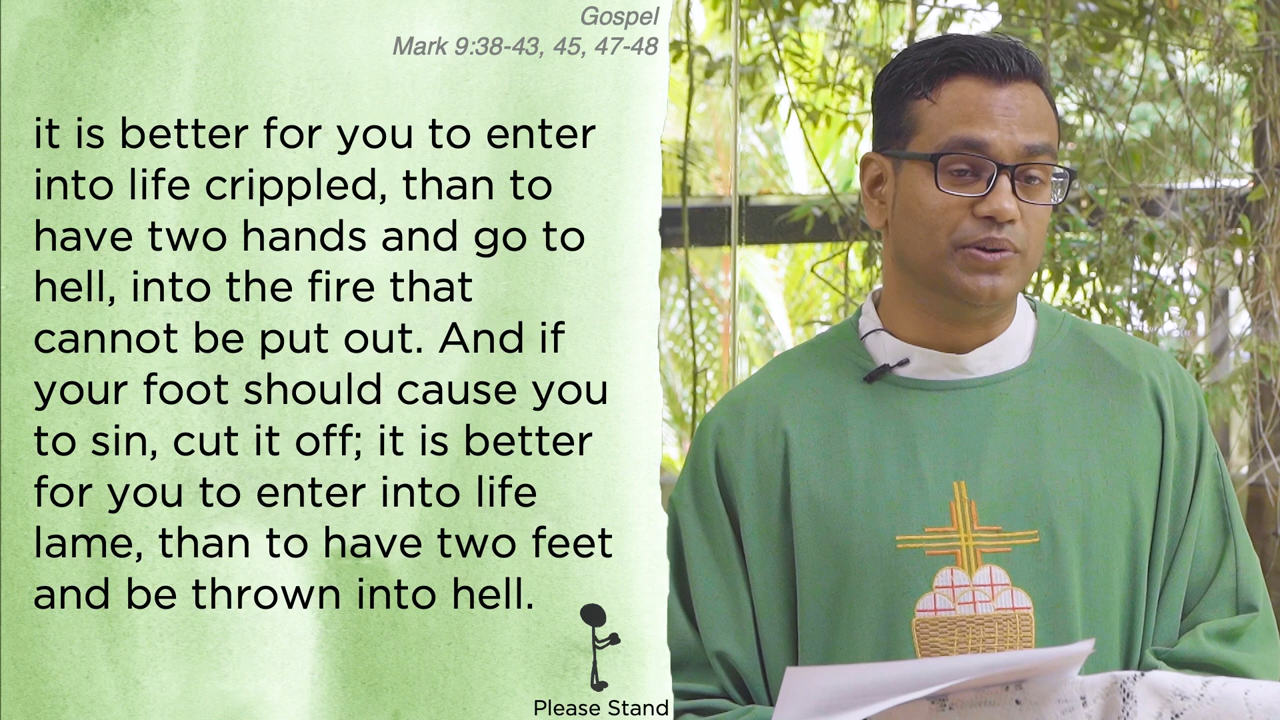 Gospel
Mark 9:38-43, 45, 47-48
it is better for you to enter
into life crippled, than to
have two hands and go to
hell, into the fire that
cannot be put out. And if
your foot should cause you
to sin, cut it off; it is better
for you to enter into life
lame, than to have two feet
and be thrown into hell.
Please Stand